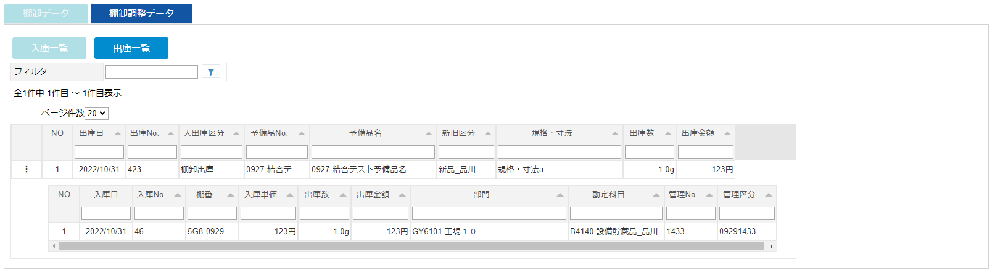 棚卸データ 棚卸調整データ
入庫一覧 出庫一覧
フィルタ
全1件中 1件目 ～ 1件目表示
ページ件数 20
NO 出庫日 出庫No. 入出庫区分 予備品No. 予備品名 新旧区分 規格・寸法 出庫数 出庫金額
1 2022/10/31 423 棚卸出庫 0927-結合テ... 0927-結合テスト予備品名 新品_品川 規格・寸法a 1.0g 123円
NO 入庫日 入庫No. 棚番 入庫単価 出庫数 出庫金額 部門 勘定科目 管理No. 管理区分
1 2022/10/31 46 5G8-0929 123円 1.0g 123円 GY6101 工場１０ B4140 設備貯蔵品_品川 1433 09291433